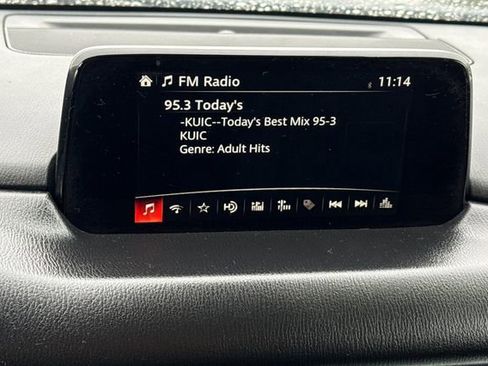 FM Radio 11:14
95.3 Today's
-KUIC--Today's Best Mix 95-3
KUIC
Genre: Adult Hits